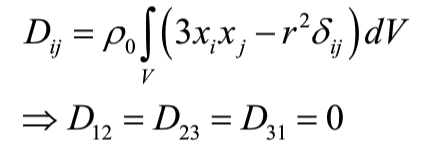 D_{ij} = ρ_0 ∫_V (3x_i x_j − r^2 δ_{ij}) dV
⇒ D_{12} = D_{23} = D_{31} = 0